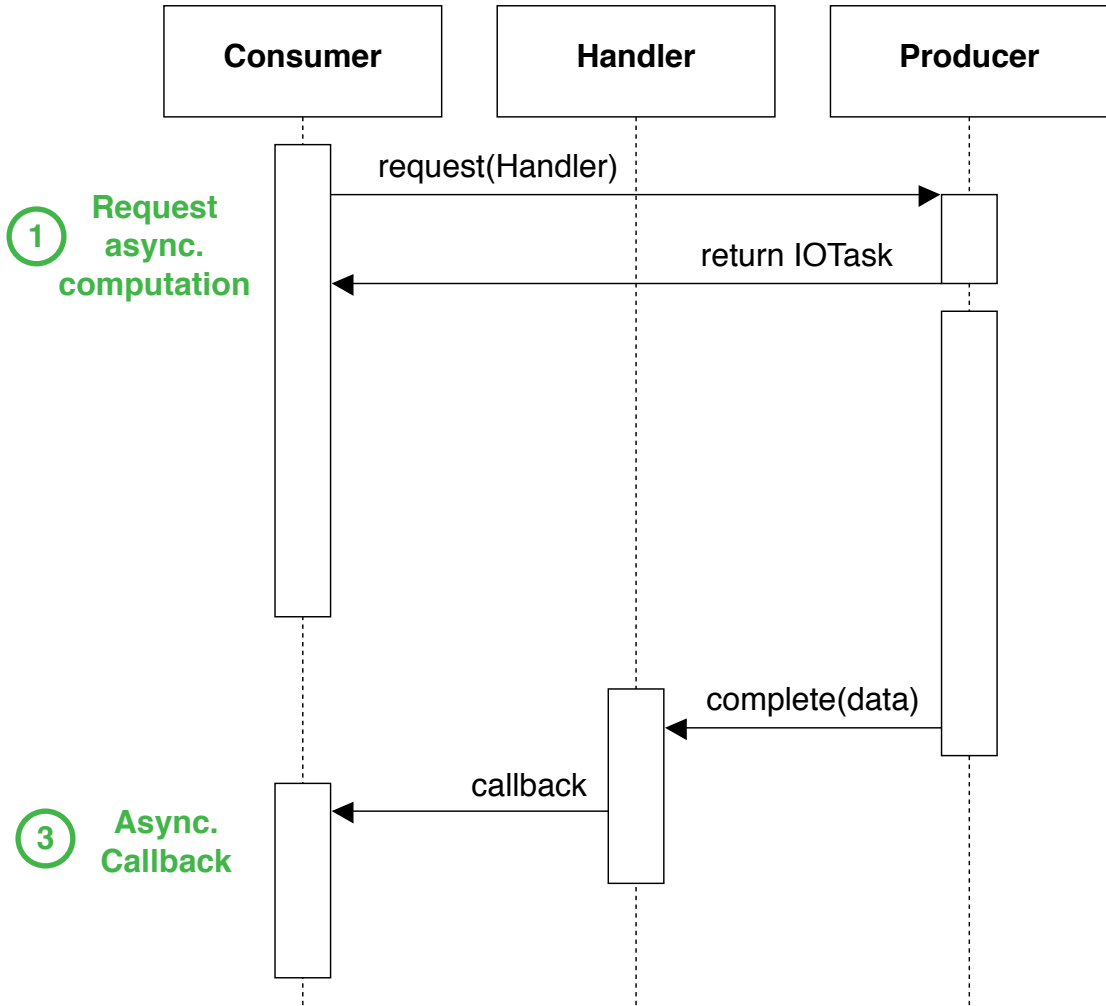 Consumer
Handler
Producer
request(Handler)
1
Request
async.
computation
return IOTask
complete(data)
callback
3
Async.
Callback